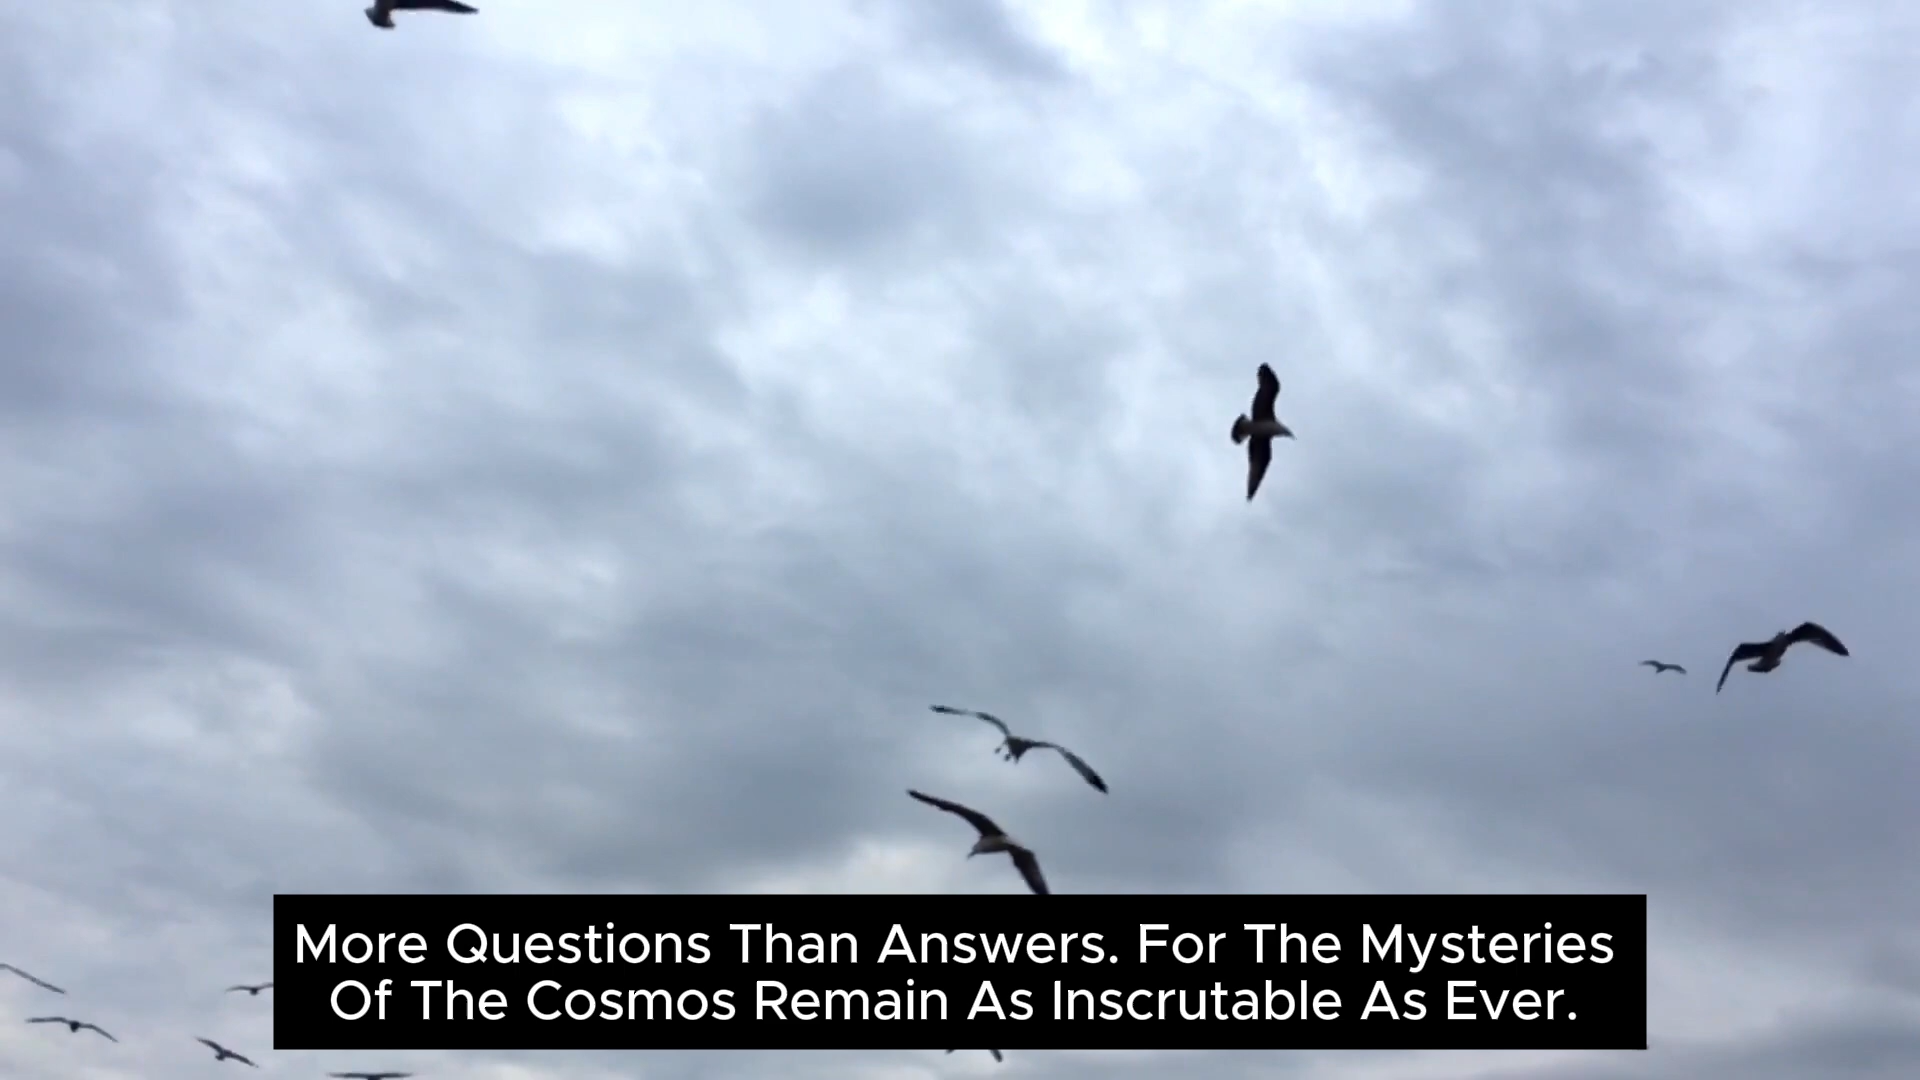 More Questions Than Answers. For The Mysteries
Of The Cosmos Remain As Inscrutable As Ever.